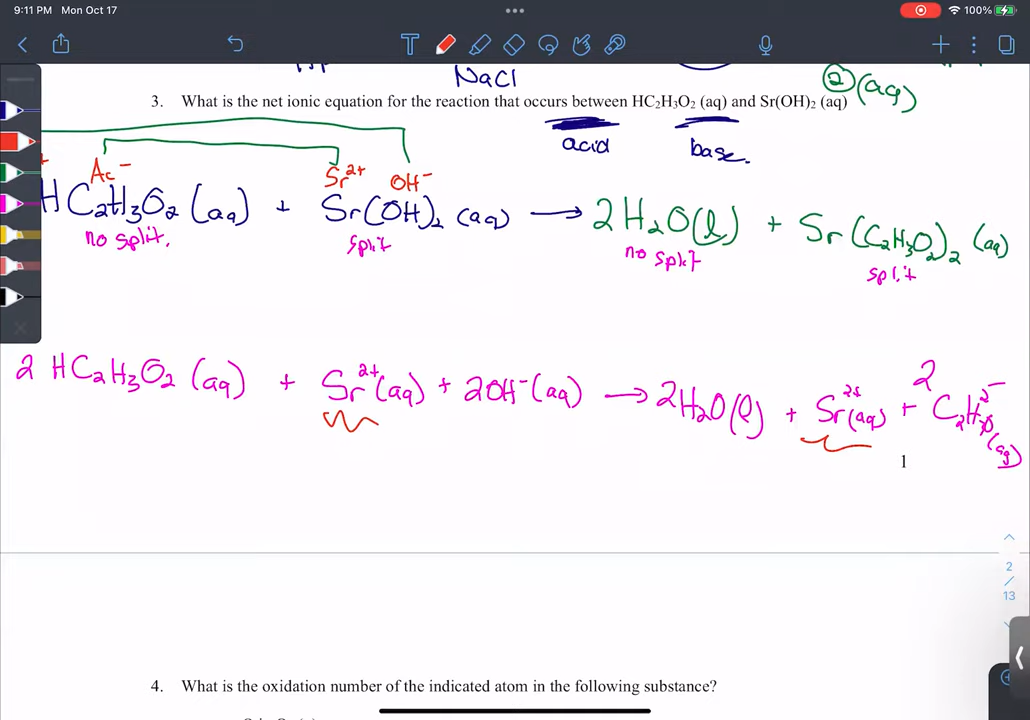 9:11 PM Mon Oct 17
100%
NaCl
2 (aq)
3. What is the net ionic equation for the reaction that occurs between HC₂H₃O₂ (aq) and Sr(OH)₂ (aq)
acid base.
+ Ac⁻ Sr²⁺ OH⁻
HC₂H₃O₂ (aq) + Sr(OH)₂ (aq) → 2H₂O(l) + Sr(C₂H₃O₂)₂ (aq)
no split. split no split split
2 HC₂H₃O₂ (aq) + Sr²⁺(aq) + 2OH⁻(aq) → 2H₂O(l) + Sr²⁺(aq) + 2C₂H₃O₂⁻(aq)
1
2
/
13
4. What is the oxidation number of the indicated atom in the following substance?